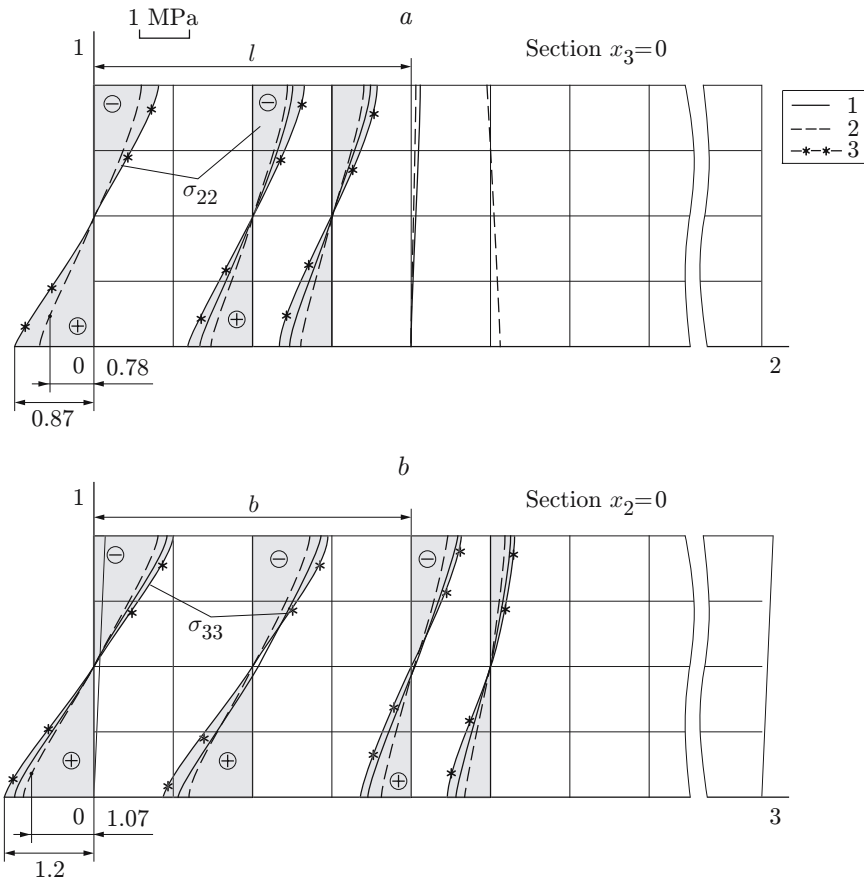 1 MPa
a
1
l
Section x₃=0
⊖
⊖
1
2
3
σ₂₂
⊕
⊕
0
0.78
2
0.87
b
1
b
Section x₂=0
⊖
⊖
⊖
σ₃₃
⊕
⊕
⊕
0
1.07
3
1.2